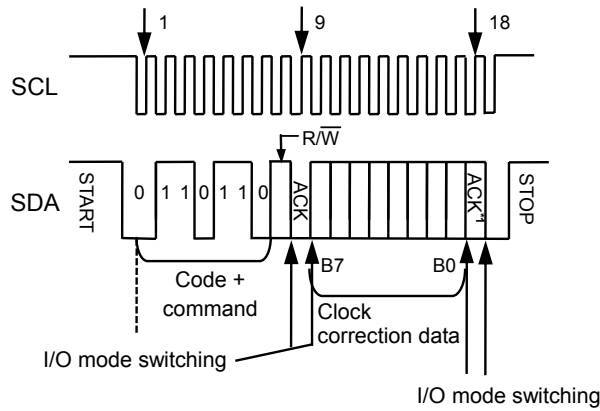 1 9 18
SCL
R/W̅
SDA
START 0 1 1 0 1 1 0 ACK ACK*1 STOP
B7 B0
Code +
command
Clock
correction data
I/O mode switching
I/O mode switching